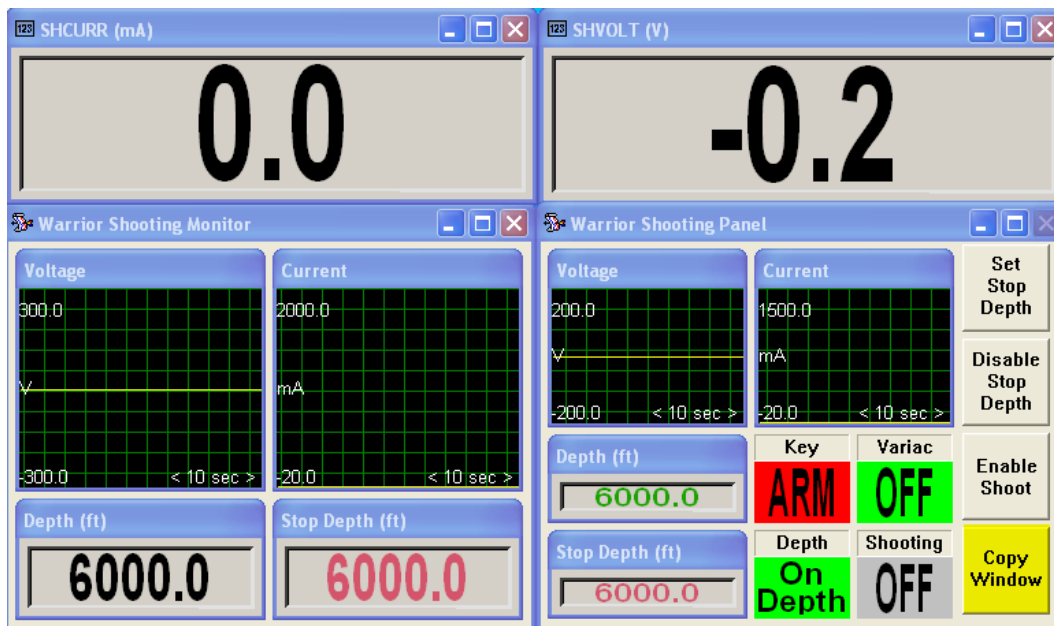 123 SHCURR (mA)
0.0
123 SHVOLT (V)
-0.2
Warrior Shooting Monitor
Voltage
300.0
V
-300.0
< 10 sec >
Current
2000.0
mA
-20.0
< 10 sec >
Depth (ft)
6000.0
Stop Depth (ft)
6000.0
Warrior Shooting Panel
Voltage
200.0
V
-200.0
< 10 sec >
Current
1500.0
mA
-20.0
< 10 sec >
Depth (ft)
6000.0
Key
ARM
Variac
OFF
Stop Depth (ft)
6000.0
Depth
On
Depth
Shooting
OFF
Set
Stop
Depth
Disable
Stop
Depth
Enable
Shoot
Copy
Window